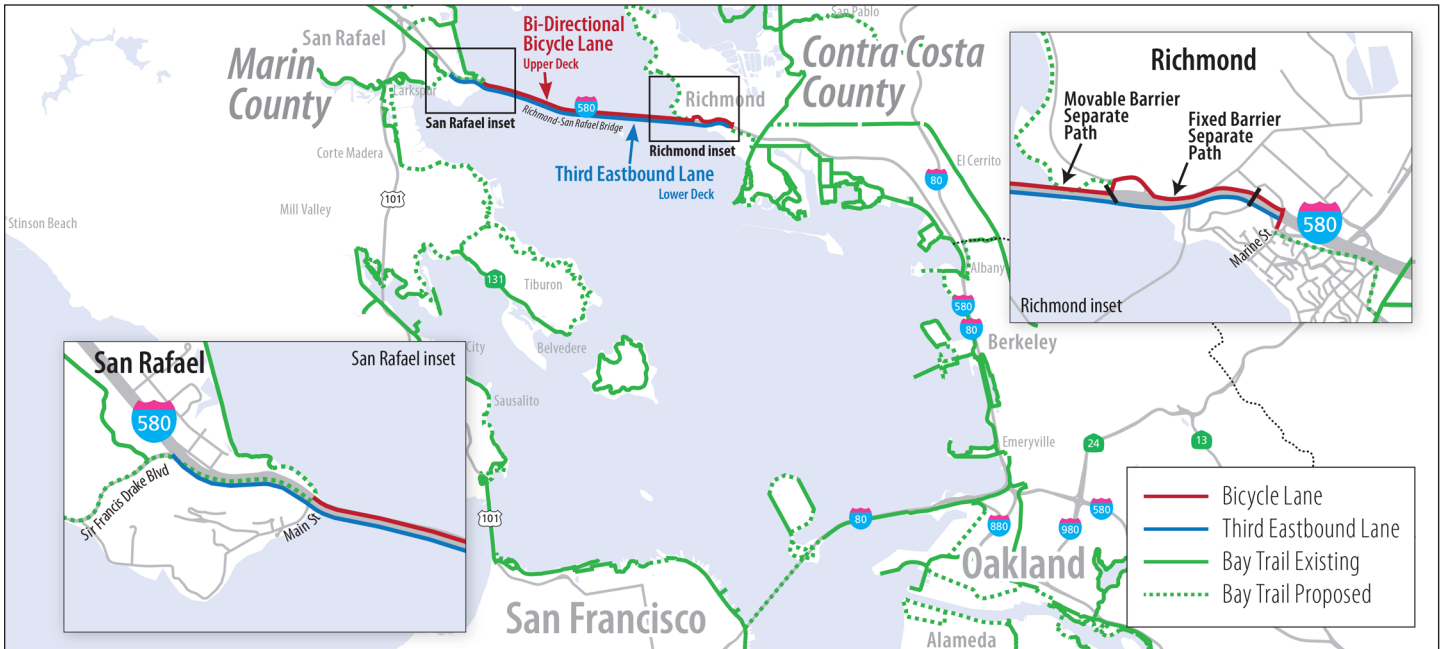 San Rafael
Marin
County
Larkspur
Corte Madera
Mill Valley
Stinson Beach
101
San Rafael inset
Bi-Directional
Bicycle Lane
Upper Deck
580
Richmond-San Rafael Bridge
Third Eastbound Lane
Lower Deck
Richmond
Richmond inset
San Pablo
Contra Costa
County
El Cerrito
80
Albany
580
80
Berkeley
Emeryville
131
Tiburon
Belvedere
City
Sausalito
101
San Francisco
80
880
980
580
24
13
Oakland
Alameda
Richmond
Movable Barrier
Separate
Path
Fixed Barrier
Separate
Path
580
Marine St
Richmond inset
San Rafael
San Rafael inset
580
Sir Francis Drake Blvd
Main St
Bicycle Lane
Third Eastbound Lane
Bay Trail Existing
Bay Trail Proposed